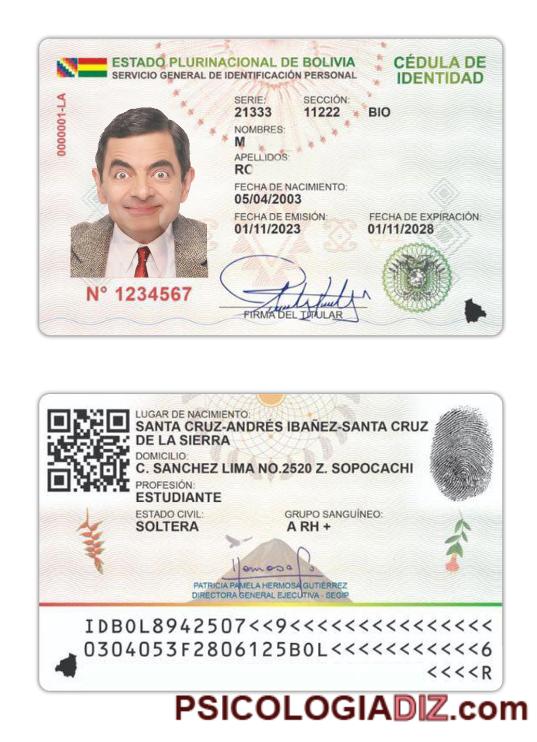 ESTADO PLURINACIONAL DE BOLIVIA
SERVICIO GENERAL DE IDENTIFICACIÓN PERSONAL
CÉDULA DE
IDENTIDAD
0000001-LA
SERIE: SECCIÓN:
21333 11222 BIO
NOMBRES:
M
APELLIDOS:
RC
FECHA DE NACIMIENTO:
05/04/2003
FECHA DE EMISIÓN: FECHA DE EXPIRACIÓN:
01/11/2023 01/11/2028
N° 1234567
FIRMA DEL TITULAR
LUGAR DE NACIMIENTO:
SANTA CRUZ-ANDRÉS IBAÑEZ-SANTA CRUZ
DE LA SIERRA
DOMICILIO:
C. SANCHEZ LIMA NO.2520 Z. SOPOCACHI
PROFESIÓN:
ESTUDIANTE
ESTADO CIVIL: GRUPO SANGUÍNEO:
SOLTERA A RH +
PATRICIA PAMELA HERMOSA GUTIÉRREZ
DIRECTORA GENERAL EJECUTIVA - SEGIP
IDBOL8942507<<9<<<<<<<<<<<<<<<
0304053F2806125BOL<<<<<<<<<<<6
<<<<R
PSICOLOGIADIZ.com